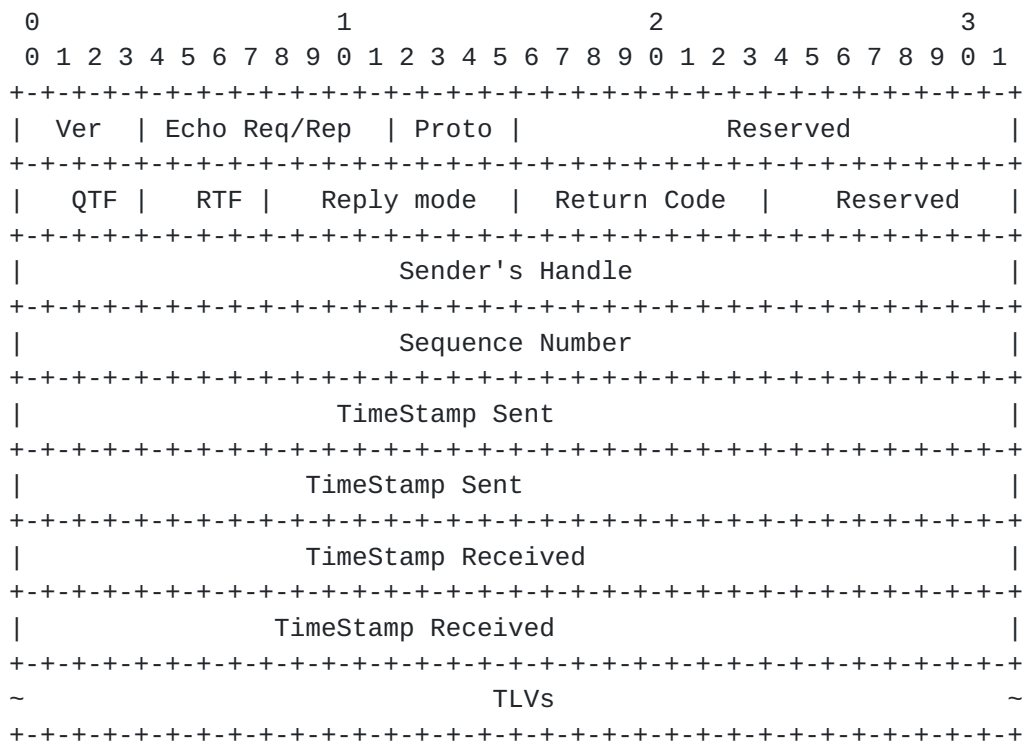 0                   1                   2                   3
 0 1 2 3 4 5 6 7 8 9 0 1 2 3 4 5 6 7 8 9 0 1 2 3 4 5 6 7 8 9 0 1
+-+-+-+-+-+-+-+-+-+-+-+-+-+-+-+-+-+-+-+-+-+-+-+-+-+-+-+-+-+-+-+-+
|  Ver  | Echo Req/Rep  | Proto |             Reserved          |
+-+-+-+-+-+-+-+-+-+-+-+-+-+-+-+-+-+-+-+-+-+-+-+-+-+-+-+-+-+-+-+-+
|   QTF |   RTF |   Reply mode  |  Return Code  |    Reserved   |
+-+-+-+-+-+-+-+-+-+-+-+-+-+-+-+-+-+-+-+-+-+-+-+-+-+-+-+-+-+-+-+-+
|                        Sender's Handle                        |
+-+-+-+-+-+-+-+-+-+-+-+-+-+-+-+-+-+-+-+-+-+-+-+-+-+-+-+-+-+-+-+-+
|                        Sequence Number                        |
+-+-+-+-+-+-+-+-+-+-+-+-+-+-+-+-+-+-+-+-+-+-+-+-+-+-+-+-+-+-+-+-+
|                    TimeStamp Sent                             |
+-+-+-+-+-+-+-+-+-+-+-+-+-+-+-+-+-+-+-+-+-+-+-+-+-+-+-+-+-+-+-+-+
|                  TimeStamp Sent                               |
+-+-+-+-+-+-+-+-+-+-+-+-+-+-+-+-+-+-+-+-+-+-+-+-+-+-+-+-+-+-+-+-+
|                  TimeStamp Received                           |
+-+-+-+-+-+-+-+-+-+-+-+-+-+-+-+-+-+-+-+-+-+-+-+-+-+-+-+-+-+-+-+-+
|                TimeStamp Received                             |
+-+-+-+-+-+-+-+-+-+-+-+-+-+-+-+-+-+-+-+-+-+-+-+-+-+-+-+-+-+-+-+-+
~                              TLVs                             ~
+-+-+-+-+-+-+-+-+-+-+-+-+-+-+-+-+-+-+-+-+-+-+-+-+-+-+-+-+-+-+-+-+